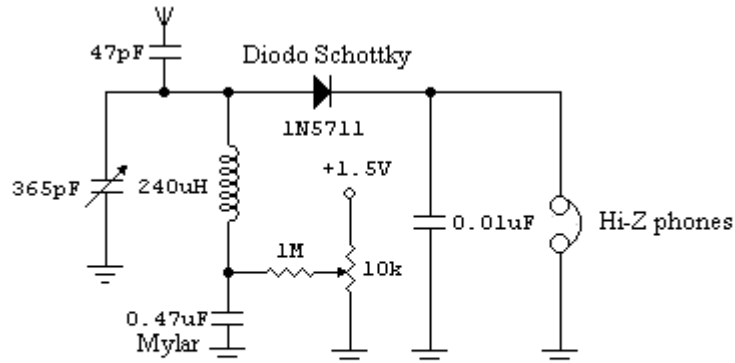 47pF
Diodo Schottky
1N5711
365pF
240uH
+1.5V
0.01uF
Hi-Z phones
1M
10k
0.47uF
Mylar